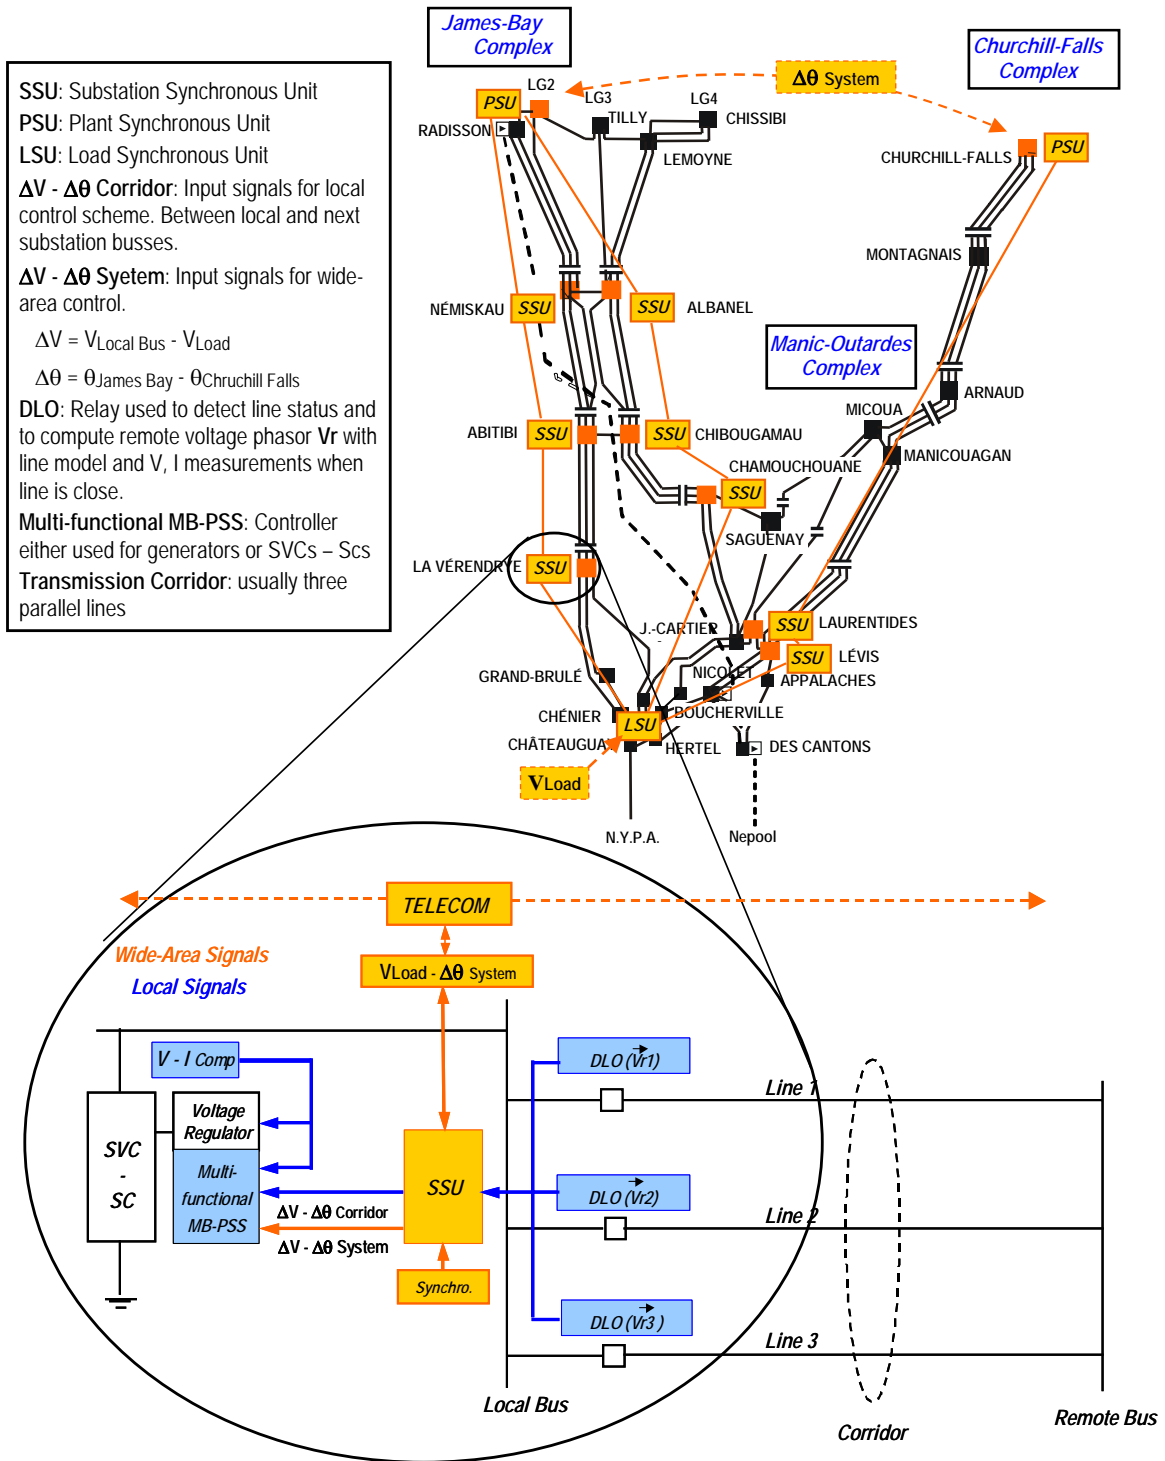 James-Bay
Complex
Churchill-Falls
Complex
SSU: Substation Synchronous Unit
PSU: Plant Synchronous Unit
LSU: Load Synchronous Unit
ΔV - Δθ Corridor: Input signals for local
control scheme. Between local and next
substation busses.
ΔV - Δθ Syetem: Input signals for wide-
area control.
ΔV = VLocal Bus - VLoad
Δθ = θJames Bay - θChruchill Falls
DLO: Relay used to detect line status and
to compute remote voltage phasor Vr with
line model and V, I measurements when
line is close.
Multi-functional MB-PSS: Controller
either used for generators or SVCs – Scs
Transmission Corridor: usually three
parallel lines
Δθ System
PSU
LG2
LG3
LG4
TILLY
CHISSIBI
RADISSON
LEMOYNE
CHURCHILL-FALLS
PSU
MONTAGNAIS
NÉMISKAU
SSU
SSU
ALBANEL
Manic-Outardes
Complex
ARNAUD
MICOUA
ABITIBI
SSU
SSU
CHIBOUGAMAU
MANICOUAGAN
CHAMOUCHOUANE
SSU
SAGUENAY
LA VÉRENDRYE
SSU
J.-CARTIER
SSU
LAURENTIDES
SSU
LÉVIS
GRAND-BRULÉ
NICOLET
APPALACHES
CHÉNIER
LSU
BOUCHERVILLE
CHÂTEAUGUA
HERTEL
DES CANTONS
VLoad
N.Y.P.A.
Nepool
TELECOM
Wide-Area Signals
Local Signals
VLoad - Δθ System
V - I Comp
DLO (Vr1)
Line 1
Voltage
Regulator
SVC
-
SC
Multi-
functional
MB-PSS
SSU
DLO (Vr2)
ΔV - Δθ Corridor
Line 2
ΔV - Δθ System
Synchro.
DLO (Vr3 )
Line 3
Local Bus
Corridor
Remote Bus